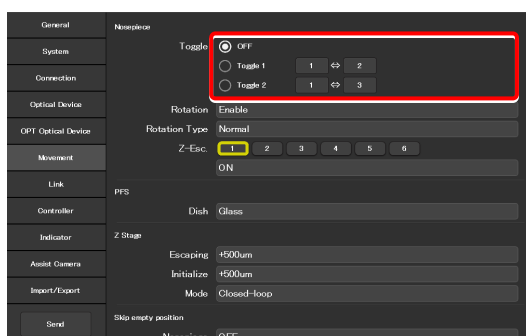 General
System
Connection
Optical Device
OPT Optical Device
Movement
Link
Controller
Indicator
Assist Camera
Import/Export
Send
Nosepiece
Toggle OFF
Toggle 1 1 ⇔ 2
Toggle 2 1 ⇔ 3
Rotation Enable
Rotation Type Normal
Z-Esc. 1 2 3 4 5 6
ON
PFS
Dish Glass
Z Stage
Escaping +500um
Initialize +500um
Mode Closed-loop
Skip empty position
Nosepiece OFF